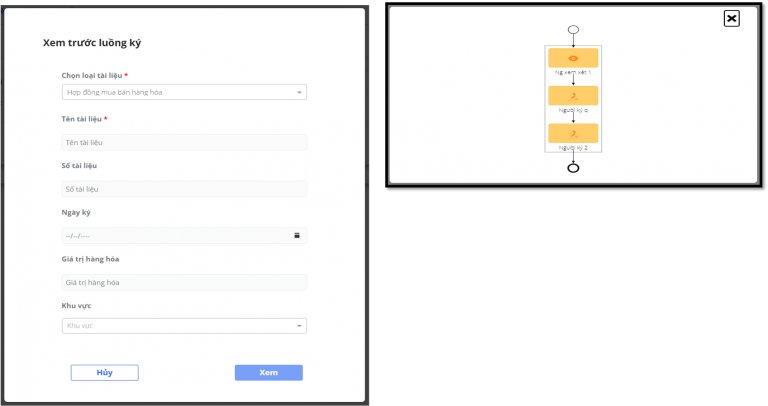 Xem trước luồng ký
Chọn loại tài liệu *
Hợp đồng mua bán hàng hóa
Tên tài liệu *
Tên tài liệu
Số tài liệu
Số tài liệu
Ngày ký
--/--/----
Giá trị hàng hóa
Giá trị hàng hóa
Khu vực
Khu vực
Hủy
Xem
Ng xem xét 1
Người ký
Người ký 2